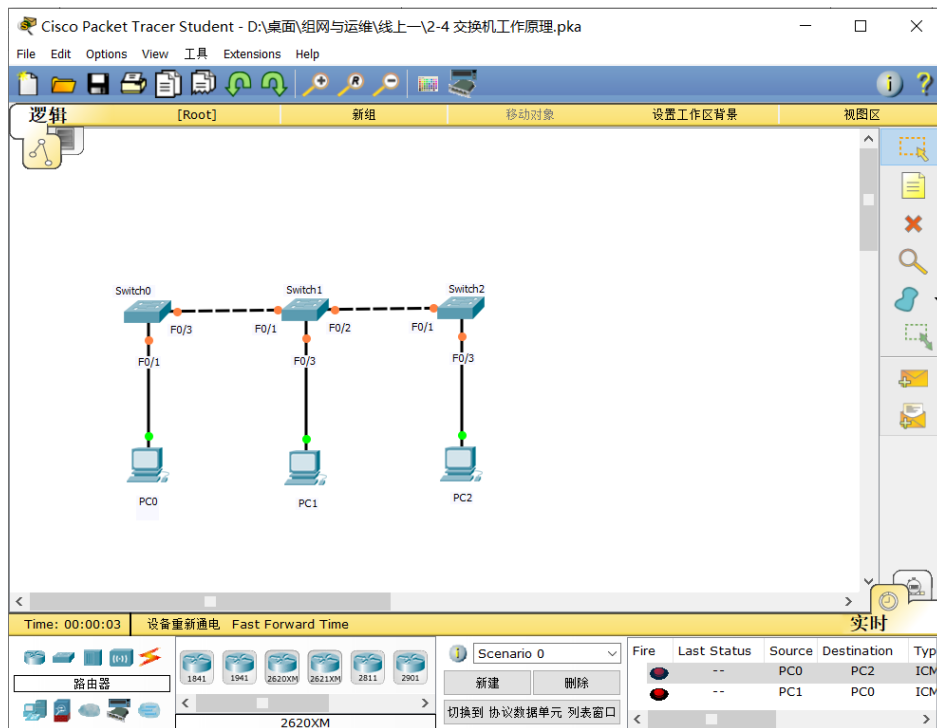 Cisco Packet Tracer Student - D:\桌面\组网与运维\线上一\2-4 交换机工作原理.pka
File Edit Options View 工具 Extensions Help
逻辑 [Root] 新组 移动对象 设置工作区背景 视图区
Switch0 Switch1 Switch2
F0/3 F0/1 F0/2 F0/1
F0/1 F0/3 F0/3
PC0 PC1 PC2
Time: 00:00:03 设备重新通电 Fast Forward Time 实时
路由器
1841 1941 2620XM 2621XM 2811 2901
2620XM
Scenario 0
新建 删除
切换到 协议数据单元 列表窗口
Fire Last Status Source Destination Typ
-- PC0 PC2 ICM
-- PC1 PC0 ICM